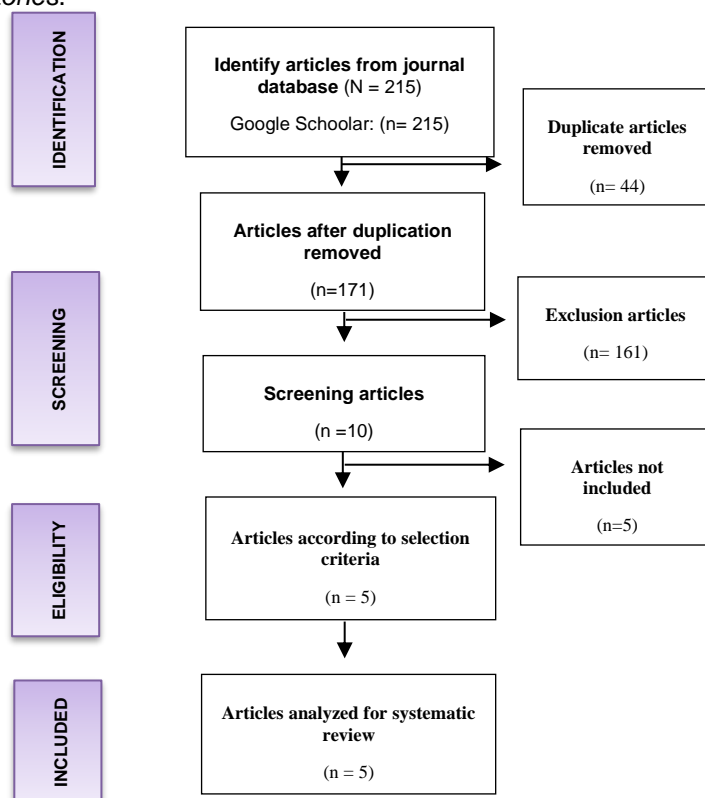 IDENTIFICATION
Identify articles from journal
database (N = 215)
Google Schoolar: (n= 215)
Duplicate articles
removed
(n= 44)
Articles after duplication
removed
(n=171)
SCREENING
Exclusion articles
(n= 161)
Screening articles
(n =10)
Articles not
included
(n=5)
ELIGIBILITY
Articles according to selection
criteria
(n = 5)
INCLUDED
Articles analyzed for systematic
review
(n = 5)